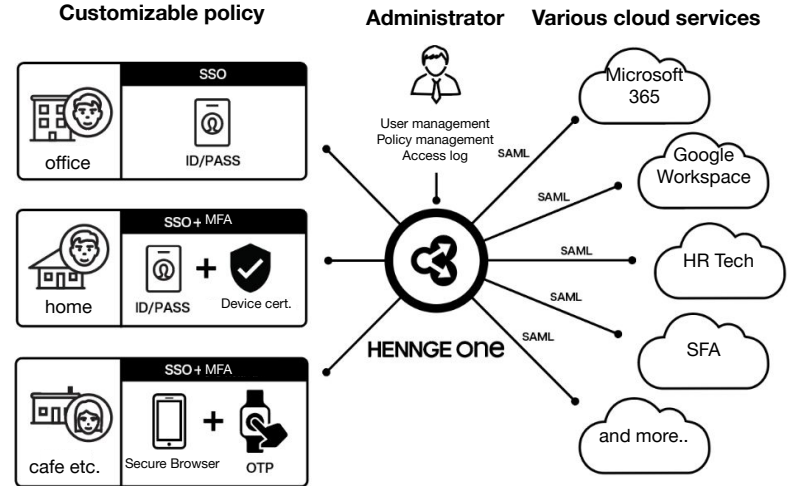 Customizable policy
Administrator
Various cloud services
SSO
ID/PASS
office
SSO+ MFA
ID/PASS
Device cert.
home
SSO+ MFA
Secure Browser
OTP
cafe etc.
User management
Policy management
Access log
HENNGE one
SAML
SAML
SAML
SAML
SAML
Microsoft
365
Google
Workspace
HR Tech
SFA
and more..